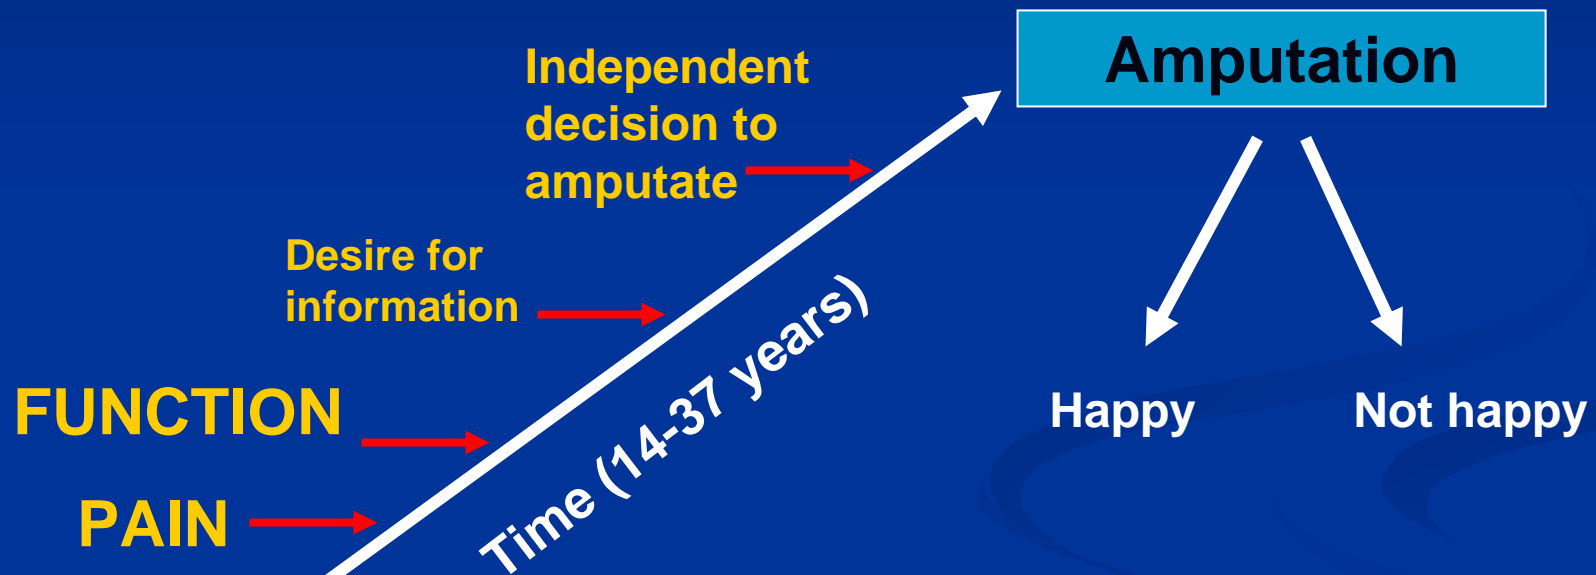 Amputation
Independent
decision to
amputate
Desire for
information
Time (14-37 years)
FUNCTION
PAIN
Happy
Not happy